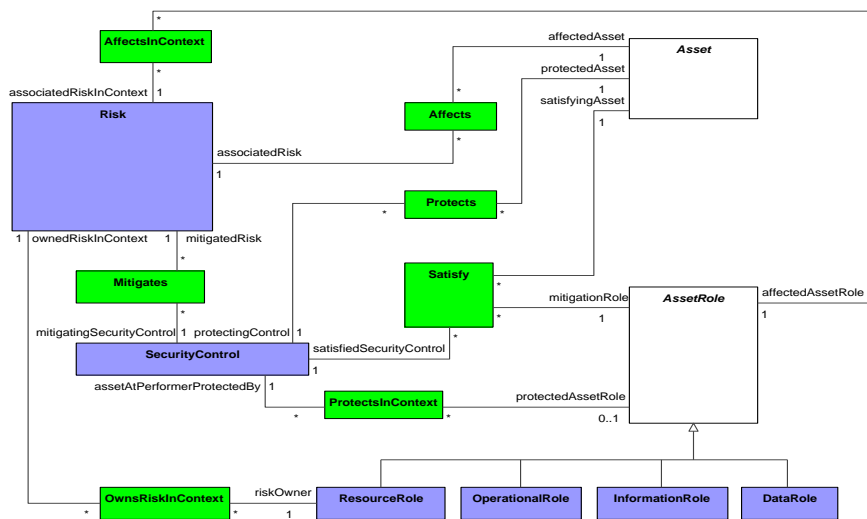 *
AffectsInContext
*
associatedRiskInContext
1
affectedAsset
1
Asset
protectedAsset
1
satisfyingAsset
1
Risk
*
Affects
*
associatedRisk
1
Protects
*
*
1
ownedRiskInContext
1
mitigatedRisk
*
Mitigates
*
Satisfy
*
*
mitigationRole
1
AssetRole
affectedAssetRole
1
mitigatingSecurityControl
1
protectingControl
1
*
SecurityControl
satisfiedSecurityControl
1
assetAtPerformerProtectedBy
1
*
ProtectsInContext
*
protectedAssetRole
0..1
OwnsRiskInContext
*
*
riskOwner
1
ResourceRole
OperationalRole
InformationRole
DataRole